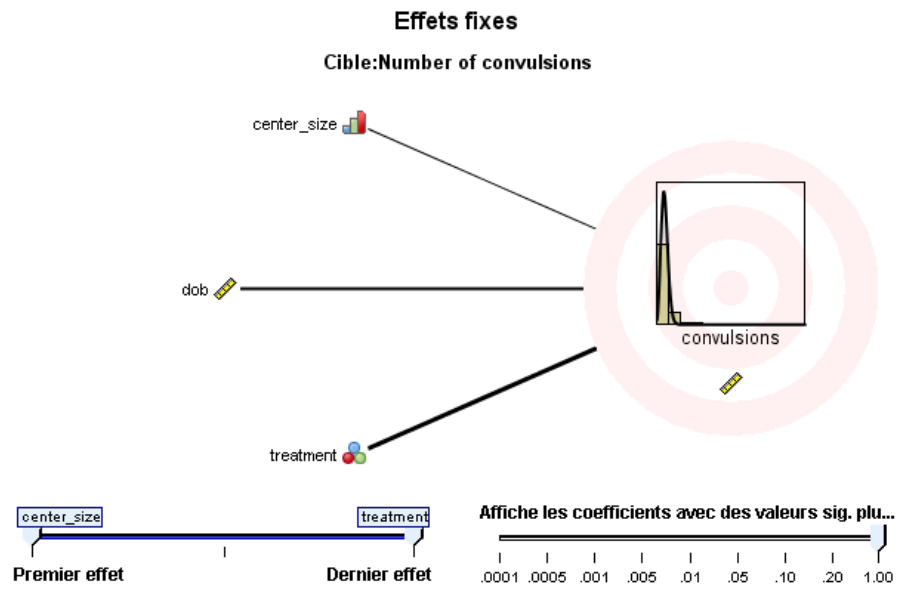 Effets fixes
Cible:Number of convulsions
center_size
dob
convulsions
treatment
center_size
treatment
Premier effet
Dernier effet
Affiche les coefficients avec des valeurs sig. plu...
.0001 .0005 .001 .005 .01 .05 .10 .20 1.00